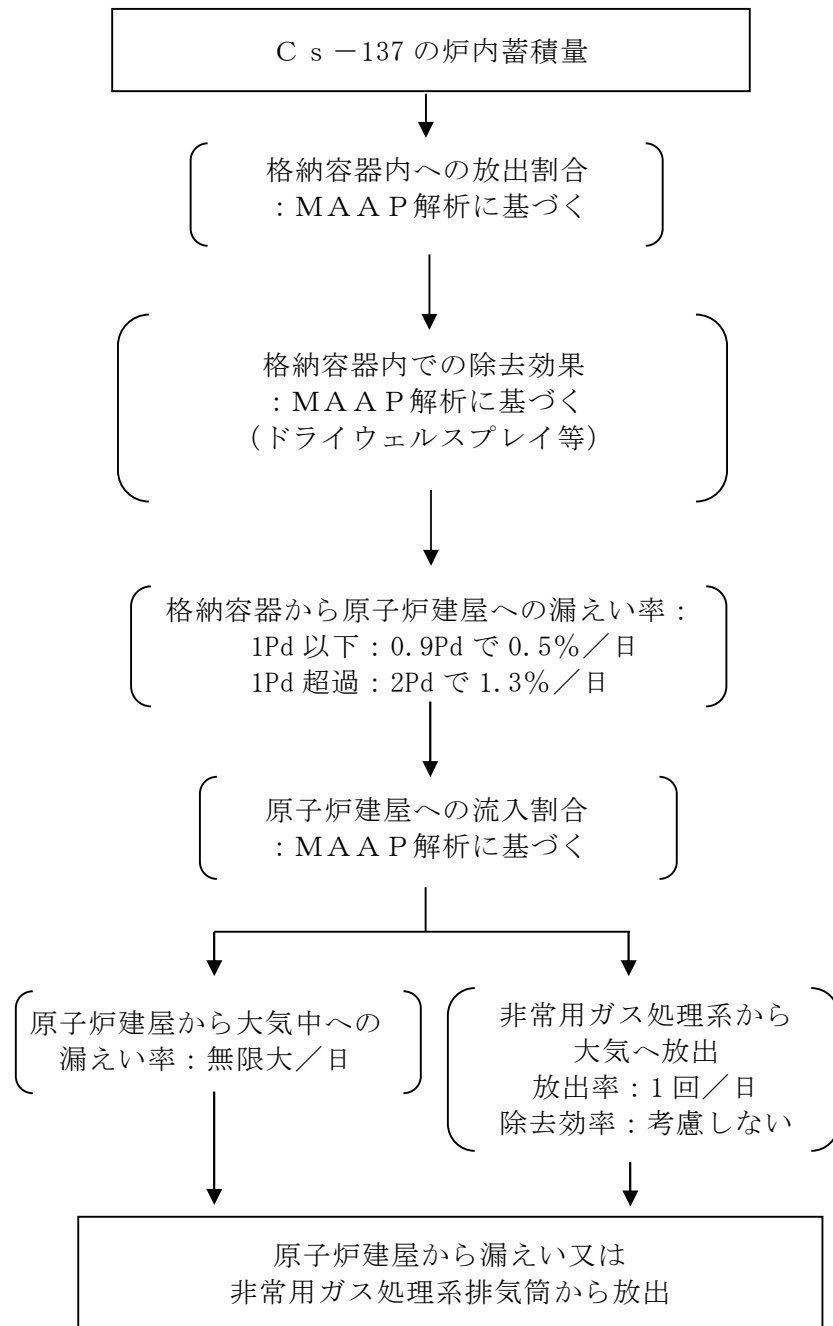 Ｃｓ－137 の炉内蓄積量
格納容器内への放出割合
：ＭＡＡＰ解析に基づく
格納容器内での除去効果
：ＭＡＡＰ解析に基づく
（ドライウェルスプレイ等）
格納容器から原子炉建屋への漏えい率：
1Pd 以下：0.9Pd で 0.5％／日
1Pd 超過：2Pd で 1.3％／日
原子炉建屋への流入割合
：ＭＡＡＰ解析に基づく
原子炉建屋から大気中への
漏えい率：無限大／日
非常用ガス処理系から
大気へ放出
放出率：1 回／日
除去効率：考慮しない
原子炉建屋から漏えい又は
非常用ガス処理系排気筒から放出